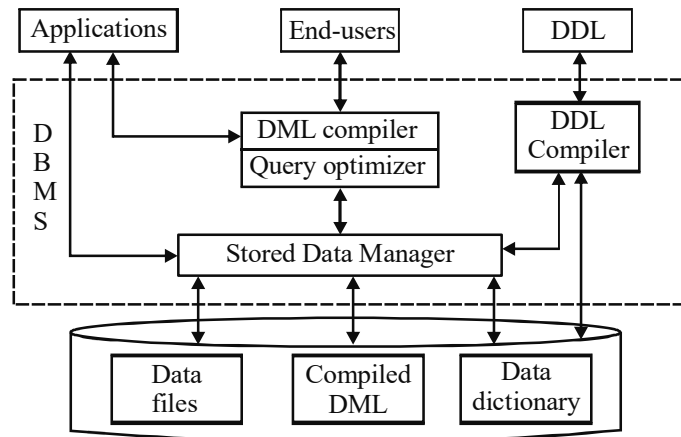 Applications
End-users
DDL
D
B
M
S
DML compiler
Query optimizer
DDL
Compiler
Stored Data Manager
Data
files
Compiled
DML
Data
dictionary